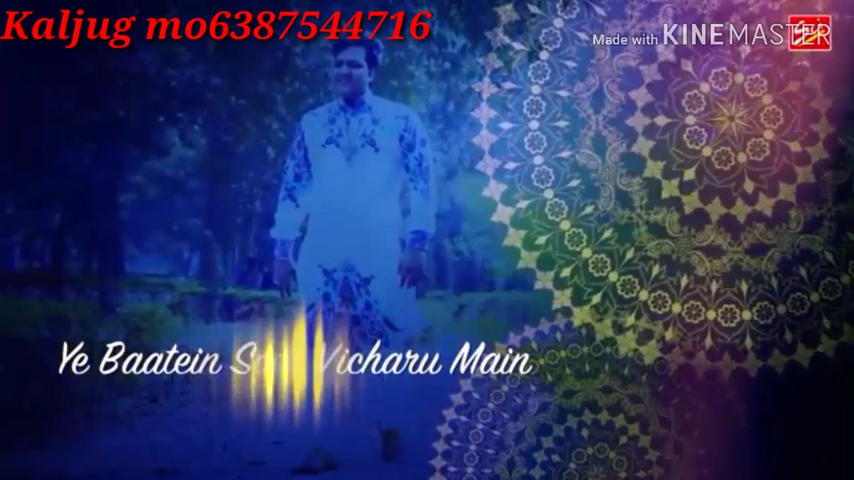 Kaljug mo6387544716
Made with KINEMASTER
Ye Baatein Vicharu Main